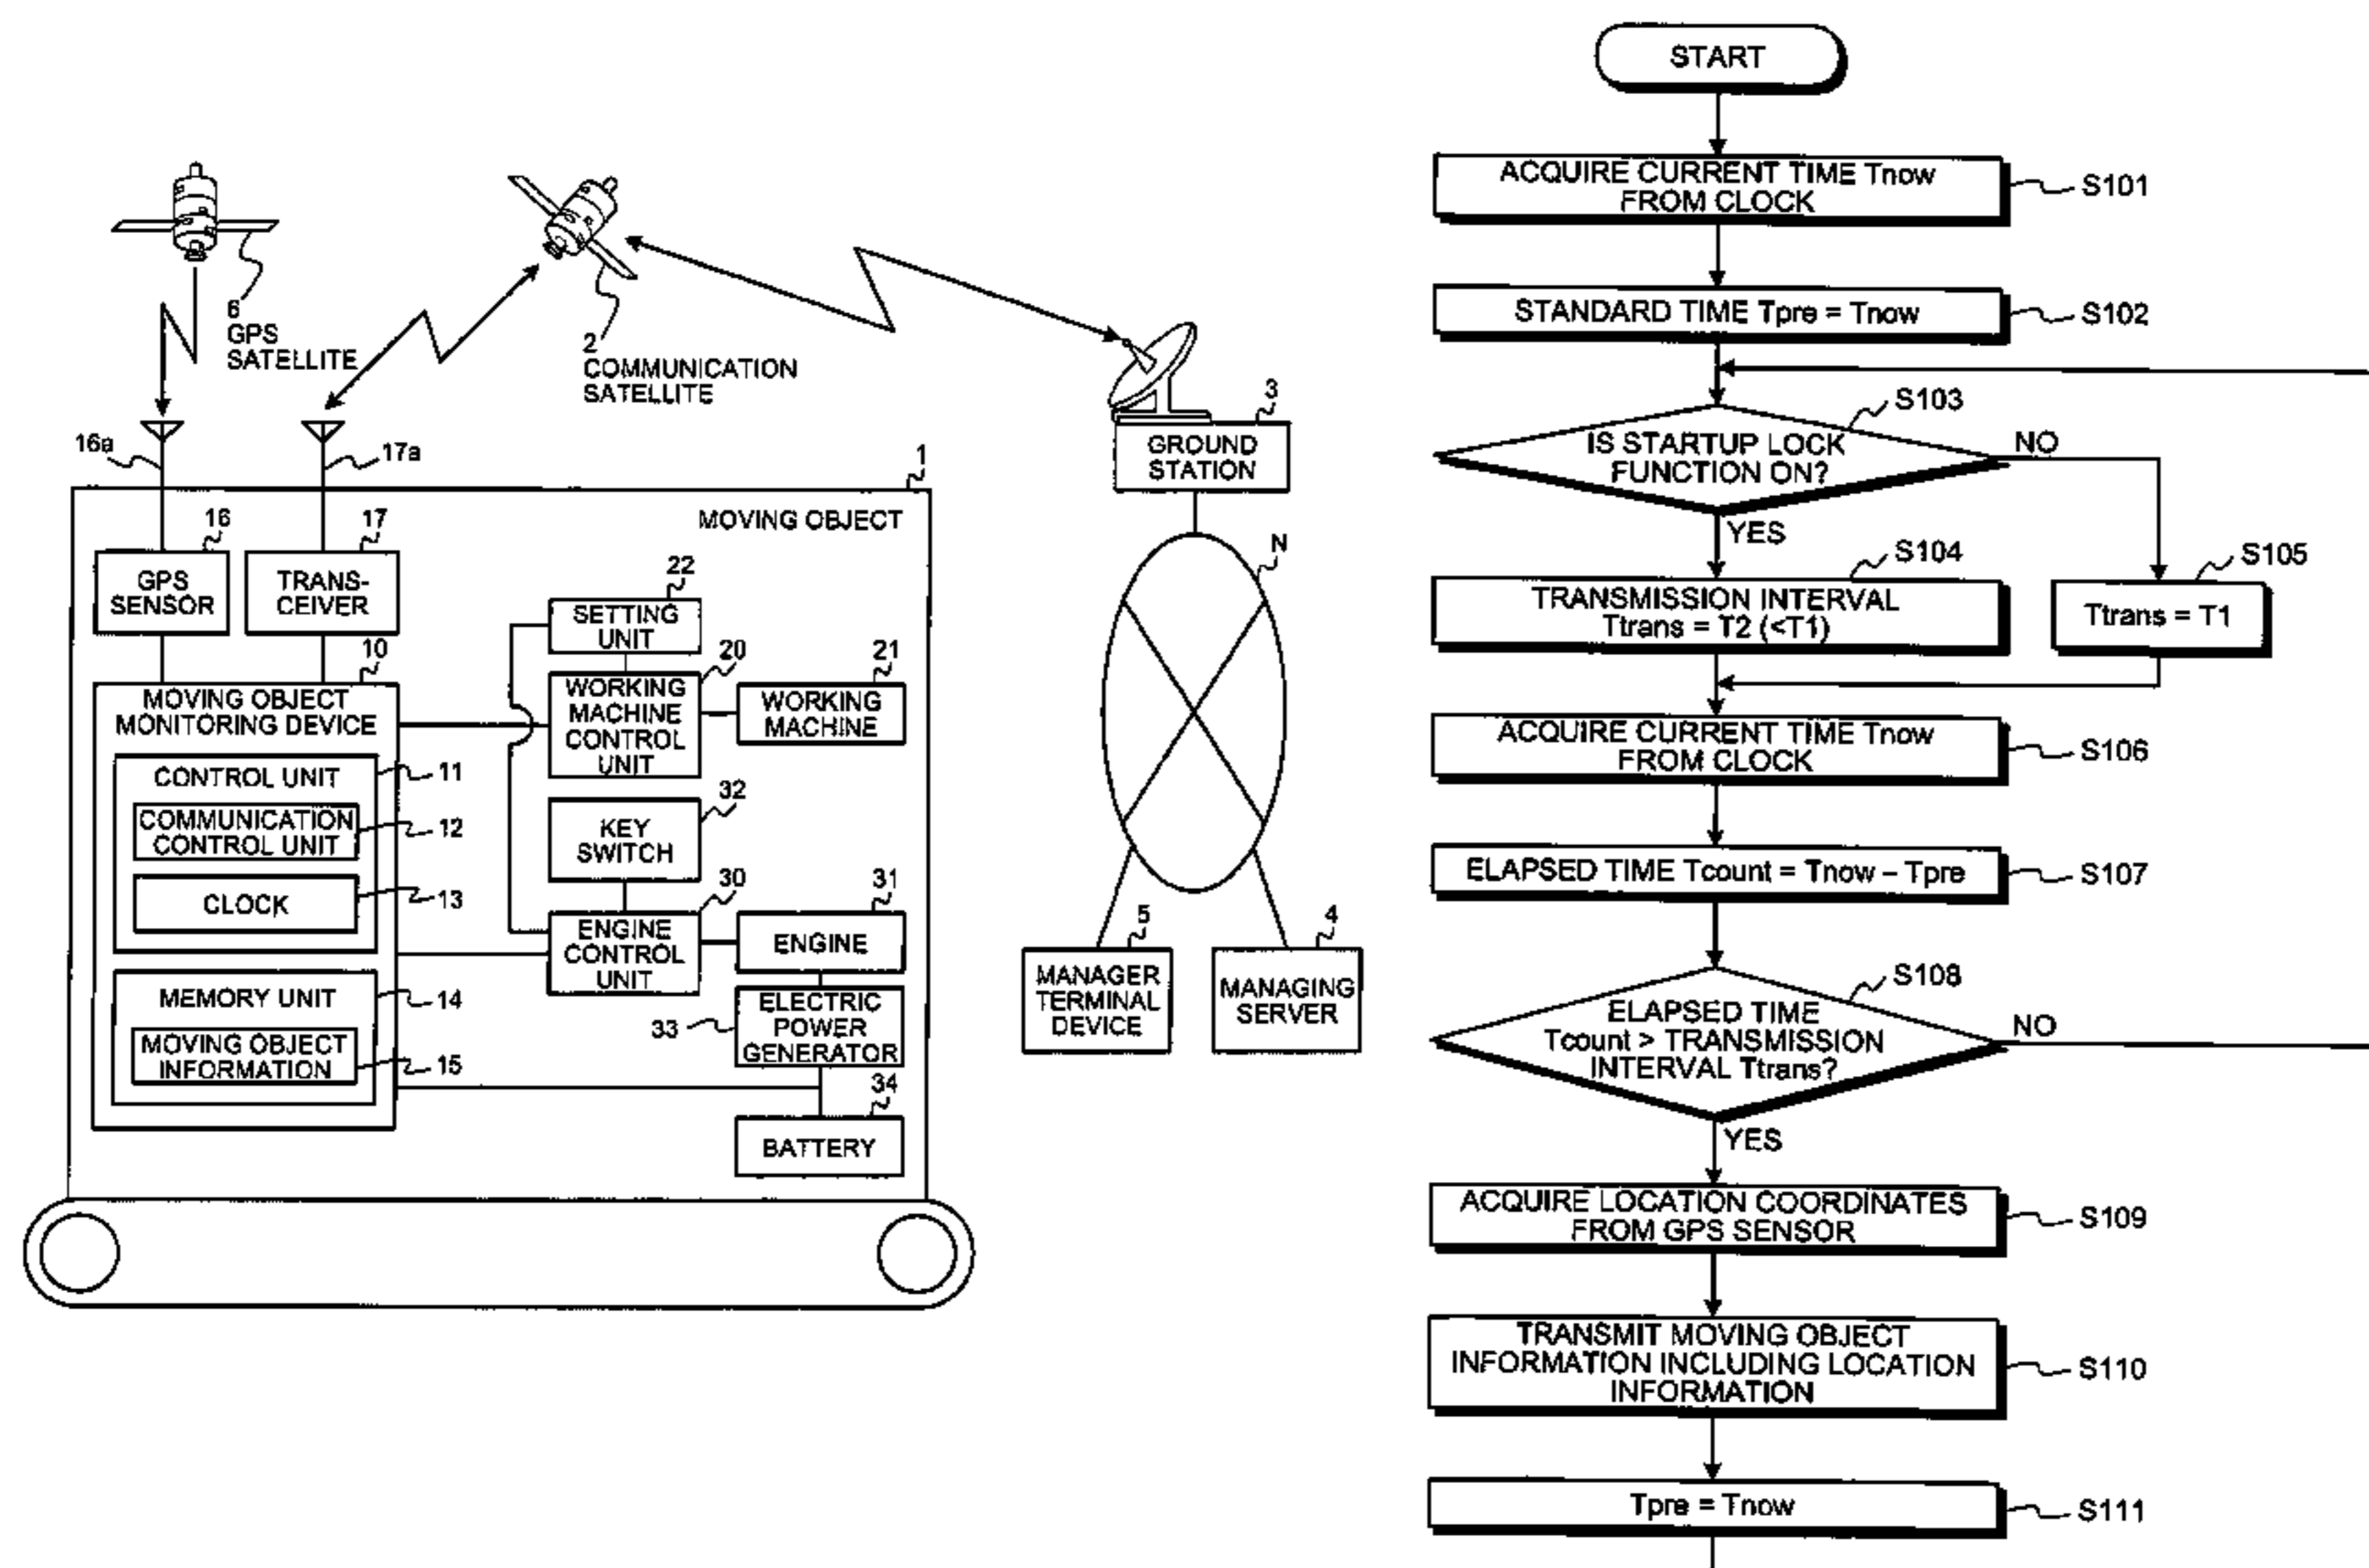 6
GPS
SATELLITE
2
COMMUNICATION
SATELLITE
16a
17a
3
GROUND
STATION
1
MOVING OBJECT
16
GPS
SENSOR
17
TRANS-
CEIVER
22
SETTING
UNIT
10
MOVING OBJECT
MONITORING DEVICE
20
WORKING
MACHINE
CONTROL
UNIT
21
WORKING
MACHINE
CONTROL UNIT
11
COMMUNICATION
CONTROL UNIT
12
CLOCK
13
32
KEY
SWITCH
30
ENGINE
CONTROL
UNIT
31
ENGINE
MEMORY UNIT
14
MOVING OBJECT
INFORMATION
15
33
ELECTRIC
POWER
GENERATOR
34
BATTERY
N
5
MANAGER
TERMINAL
DEVICE
4
MANAGING
SERVER
START
ACQUIRE CURRENT TIME Tnow
FROM CLOCK
S101
STANDARD TIME Tpre = Tnow
S102
S103
IS STARTUP LOCK
FUNCTION ON?
NO
YES
S104
TRANSMISSION INTERVAL
Ttrans = T2 (<T1)
S105
Ttrans = T1
ACQUIRE CURRENT TIME Tnow
FROM CLOCK
S106
ELAPSED TIME Tcount = Tnow – Tpre
S107
S108
ELAPSED TIME
Tcount > TRANSMISSION
INTERVAL Ttrans?
NO
YES
ACQUIRE LOCATION COORDINATES
FROM GPS SENSOR
S109
TRANSMIT MOVING OBJECT
INFORMATION INCLUDING LOCATION
INFORMATION
S110
Tpre = Tnow
S111